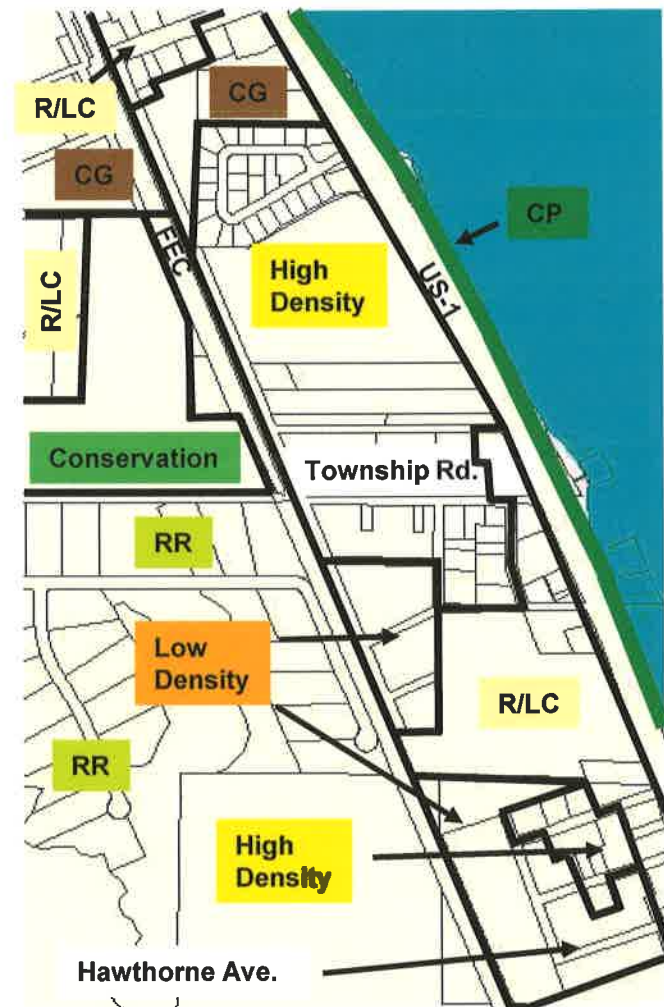 CG
R/LC
CG
CP
FEC
R/LC
High
Density
US-1
Conservation
Township Rd.
RR
Low
Density
R/LC
RR
High
Density
Hawthorne Ave.